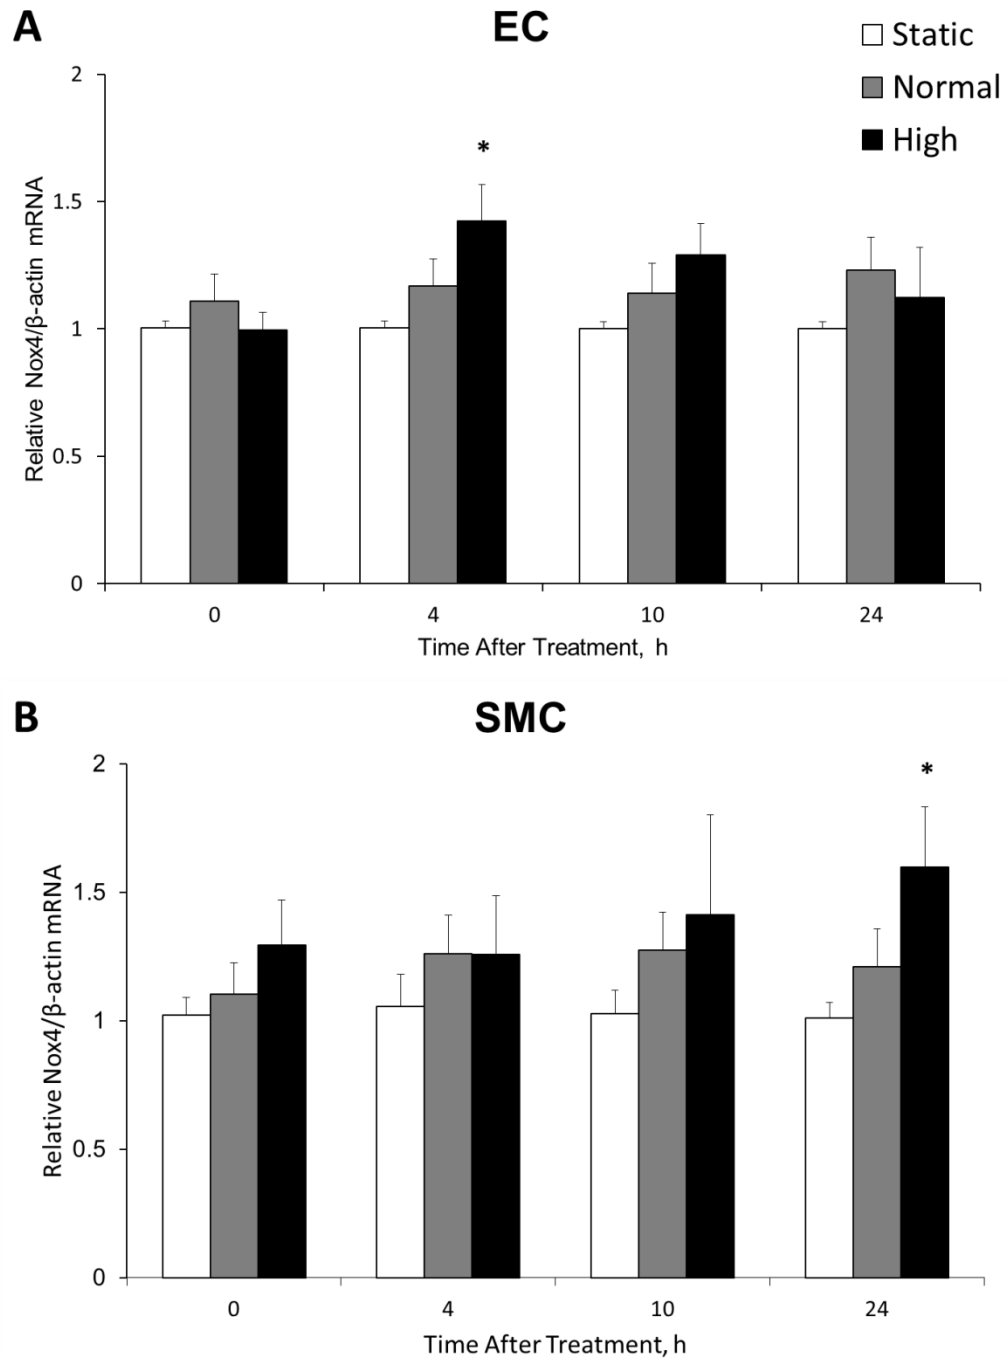 A
EC
Static
Normal
High
2
*
1.5
1
0.5
0
Relative Nox4/β-actin mRNA
0 4 10 24
Time After Treatment, h
B
SMC
2
*
1.5
1
0.5
0
Relative Nox4/β-actin mRNA
0 4 10 24
Time After Treatment, h